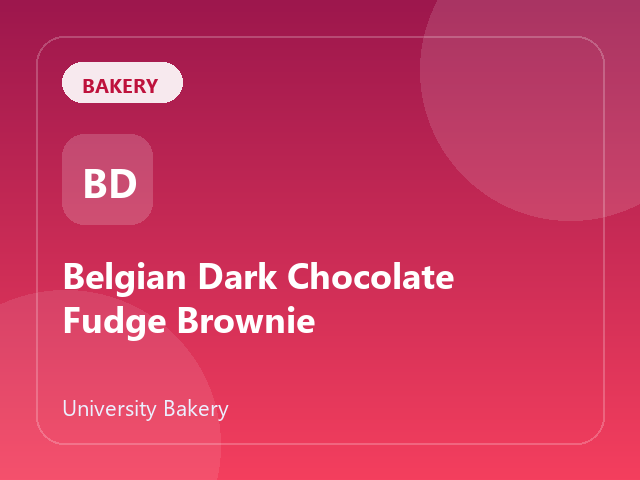 BAKERY
BD
Belgian Dark Chocolate
Fudge Brownie
University Bakery